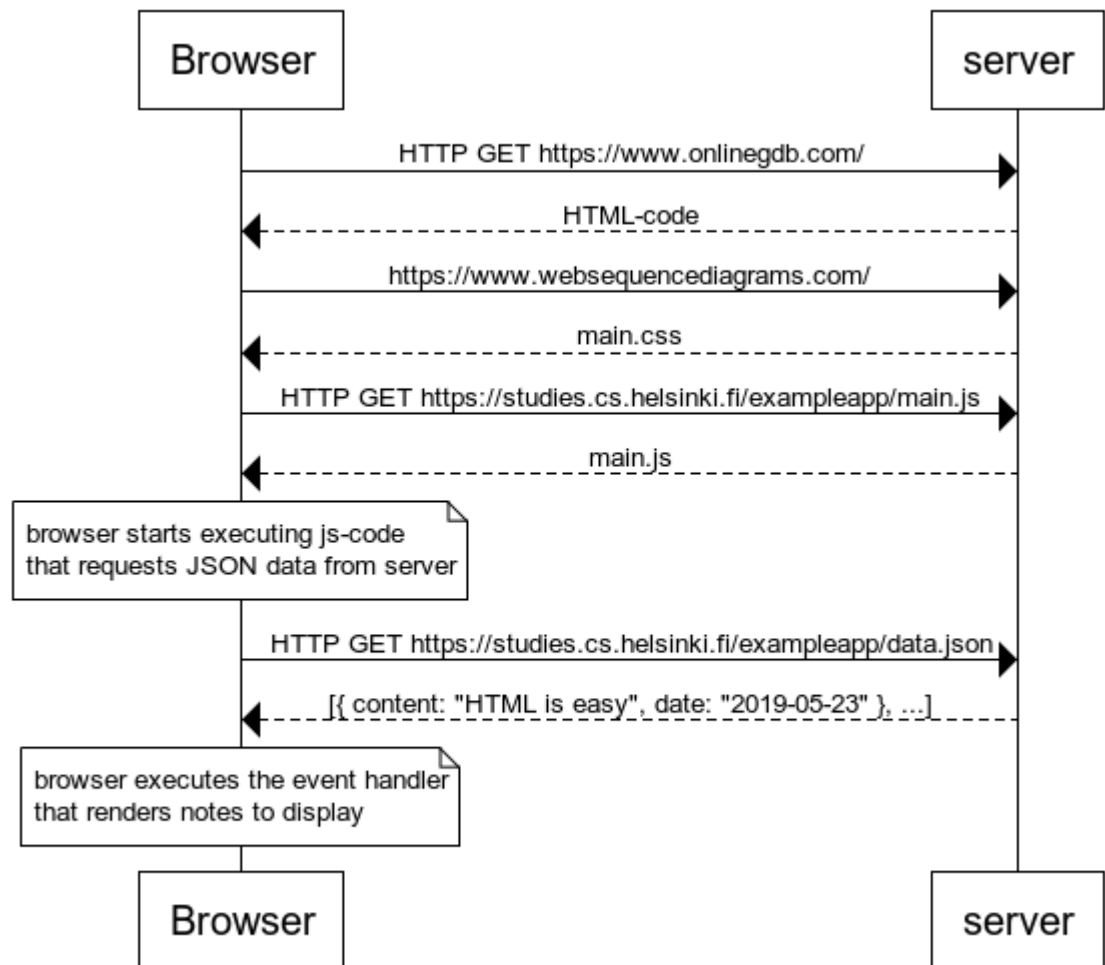 Browser
server
HTTP GET https://www.onlinegdb.com/
HTML-code
https://www.websequencediagrams.com/
main.css
HTTP GET https://studies.cs.helsinki.fi/exampleapp/main.js
main.js
browser starts executing js-code
that requests JSON data from server
HTTP GET https://studies.cs.helsinki.fi/exampleapp/data.json
[{ content: "HTML is easy", date: "2019-05-23" }, ...]
browser executes the event handler
that renders notes to display
Browser
server